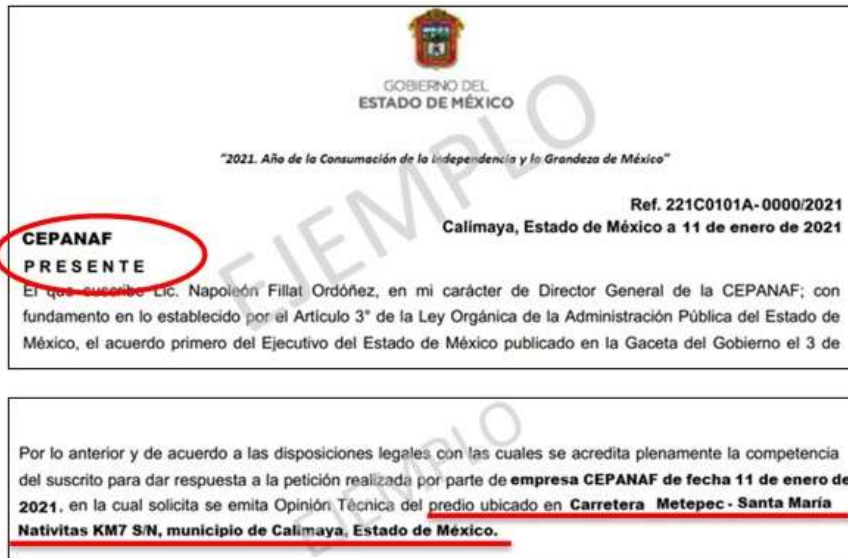 GOBIERNO DEL
ESTADO DE MÉXICO
"2021. Año de la Consumación de la Independencia y la Grandeza de México"
Ref. 221C0101A-0000/2021
Calimaya, Estado de México a 11 de enero de 2021
CEPANAF
P R E S E N T E
El que suscribe Lic. Napoleón Fillat Ordóñez, en mi carácter de Director General de la CEPANAF; con
fundamento en lo establecido por el Artículo 3° de la Ley Orgánica de la Administración Pública del Estado de
México, el acuerdo primero del Ejecutivo del Estado de México publicado en la Gaceta del Gobierno el 3 de
EJEMPLO
Por lo anterior y de acuerdo a las disposiciones legales con las cuales se acredita plenamente la competencia
del suscrito para dar respuesta a la petición realizada por parte de empresa CEPANAF de fecha 11 de enero de
2021, en la cual solicita se emita Opinión Técnica del predio ubicado en Carretera Metepec - Santa María
Nativitas KM7 S/N, municipio de Calimaya, Estado de México.
EJEMPLO